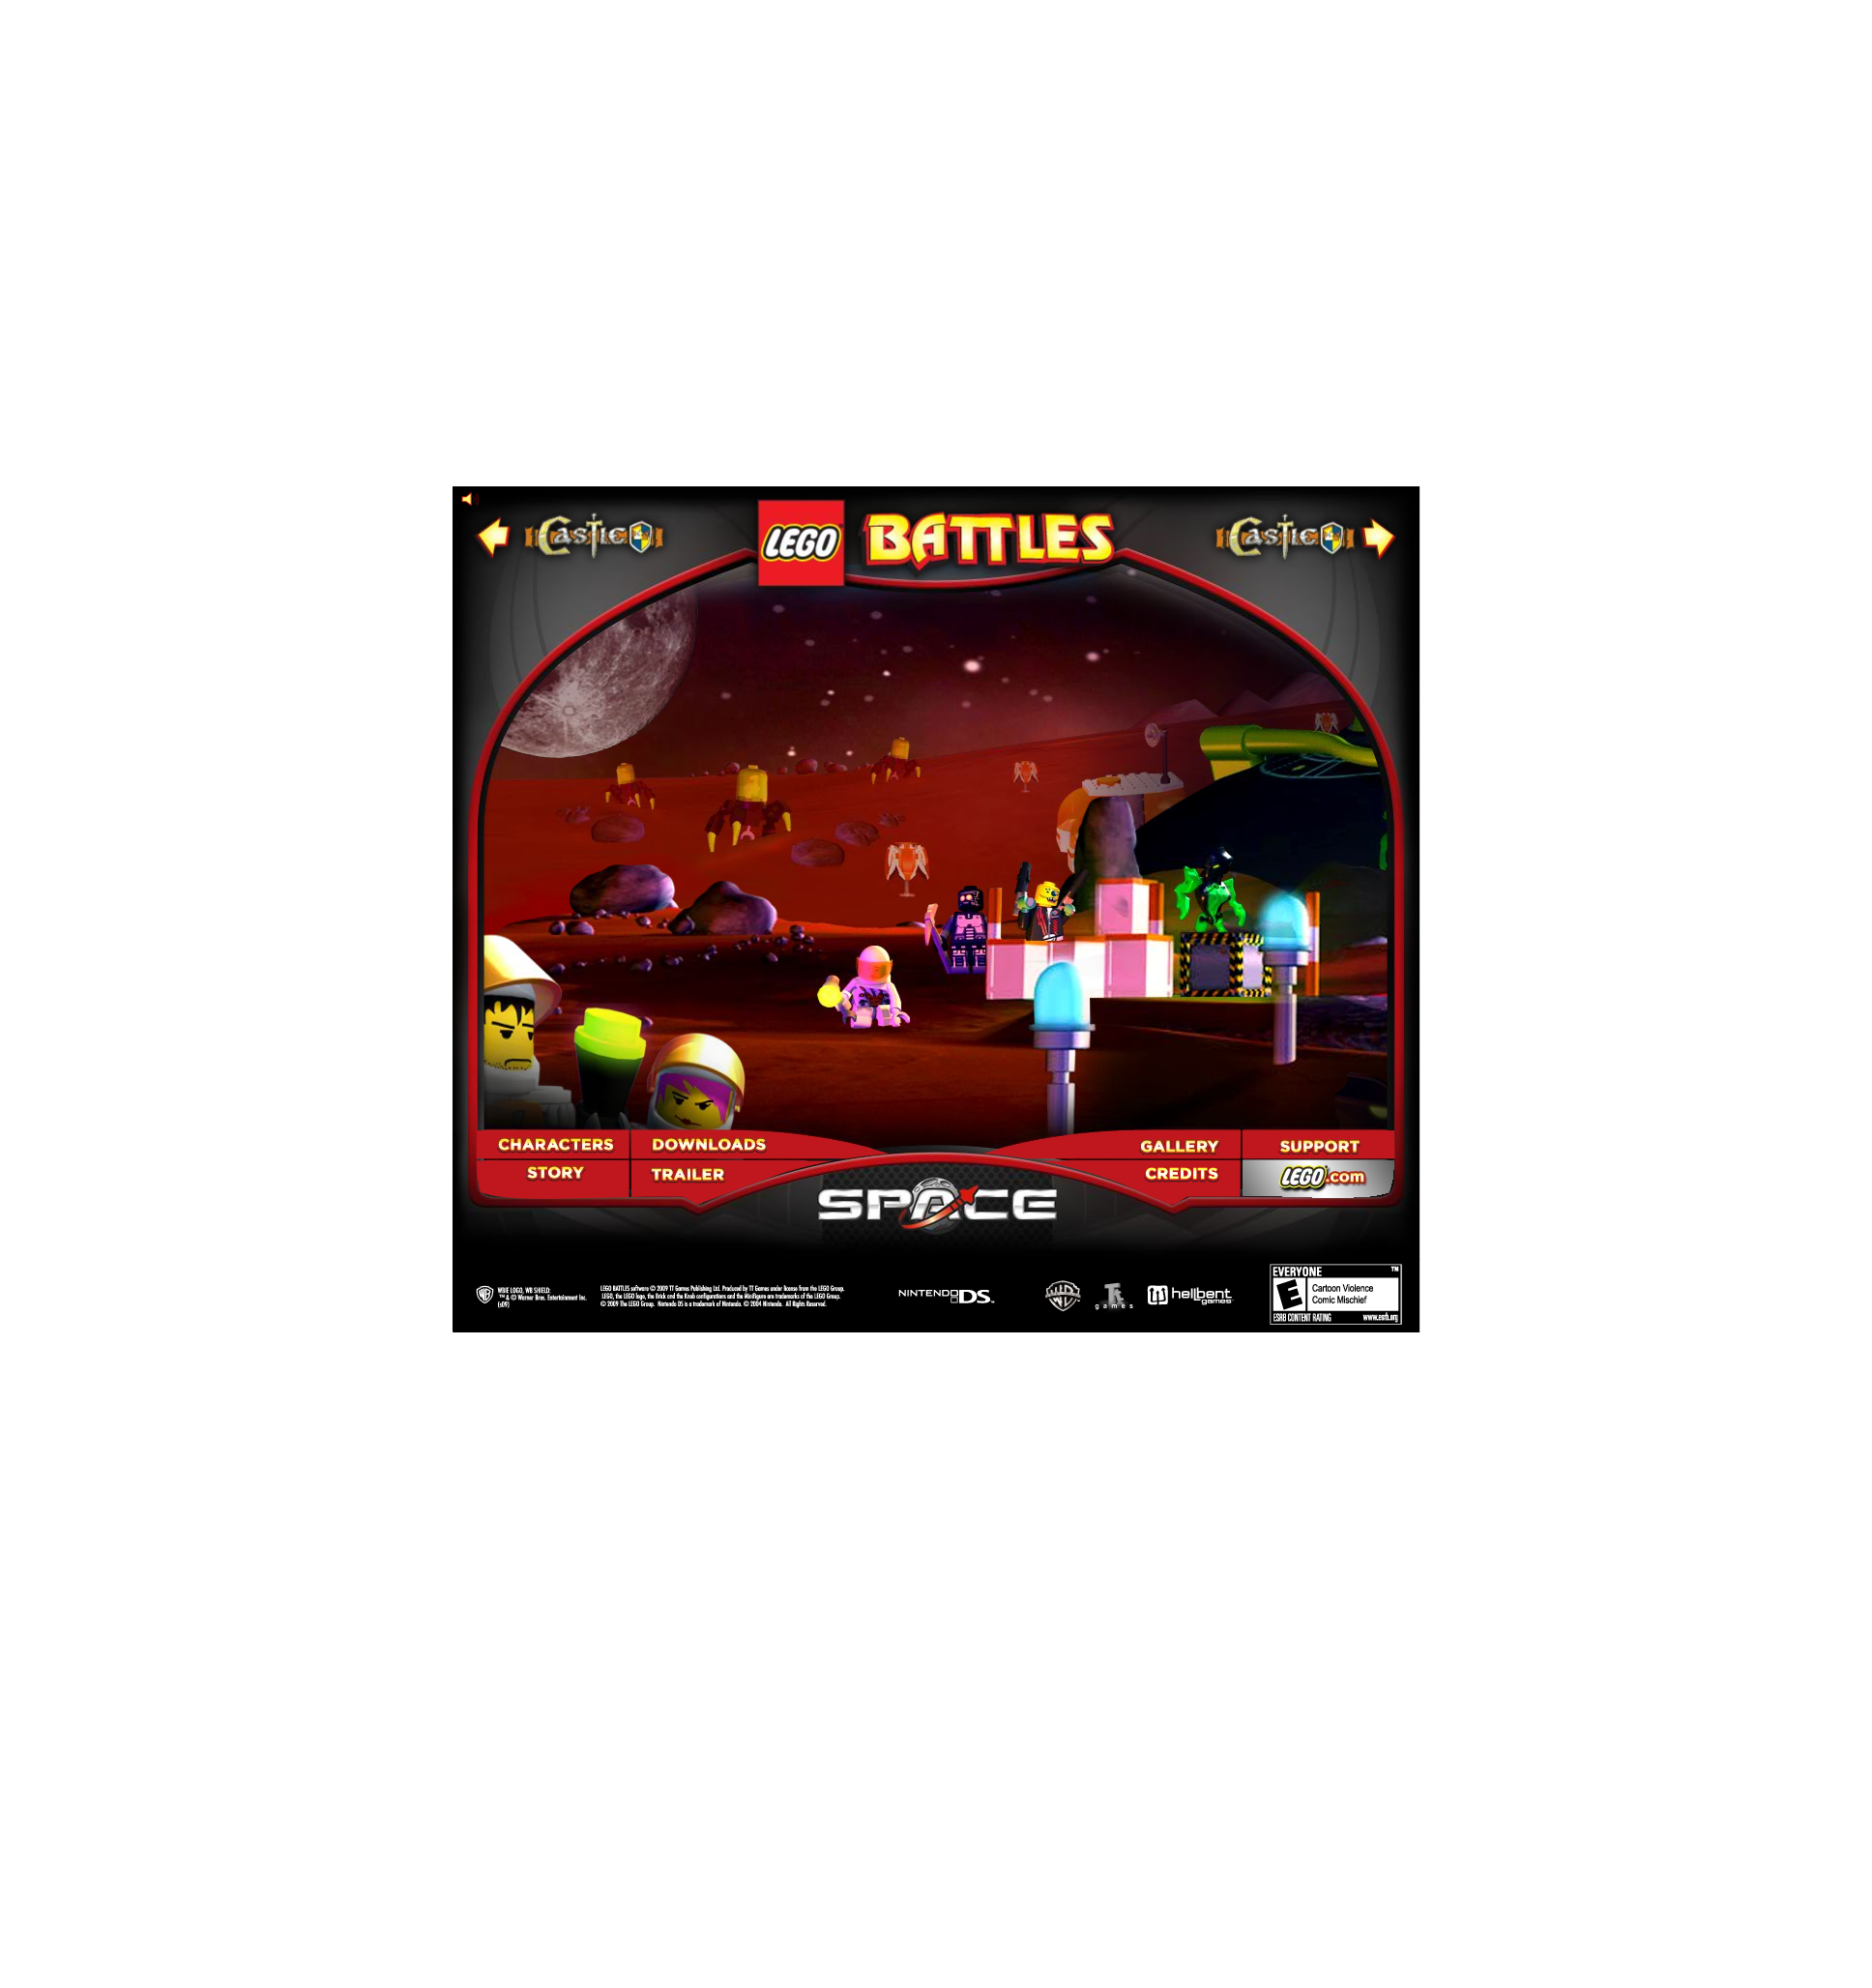 Castle
LEGO BATTLES
Castle
CHARACTERS
DOWNLOADS
GALLERY
SUPPORT
STORY
TRAILER
CREDITS
LEGO.com
SPACE
WBIE LOGO, WB SHIELD:
™ & © Warner Bros. Entertainment Inc.
(s09)
LEGO BATTLES software © 2009 TT Games Publishing Ltd. Produced by TT Games under license from the LEGO Group.
LEGO, the LEGO logo, the Brick and the Knob configurations and the Minifigure are trademarks of the LEGO Group.
© 2009 The LEGO Group. Nintendo DS is a trademark of Nintendo. © 2004 Nintendo. All Rights Reserved.
NINTENDO DS™
games
hellbent
games
EVERYONE ™
E
Cartoon Violence
Comic Mischief
ESRB CONTENT RATING www.esrb.org